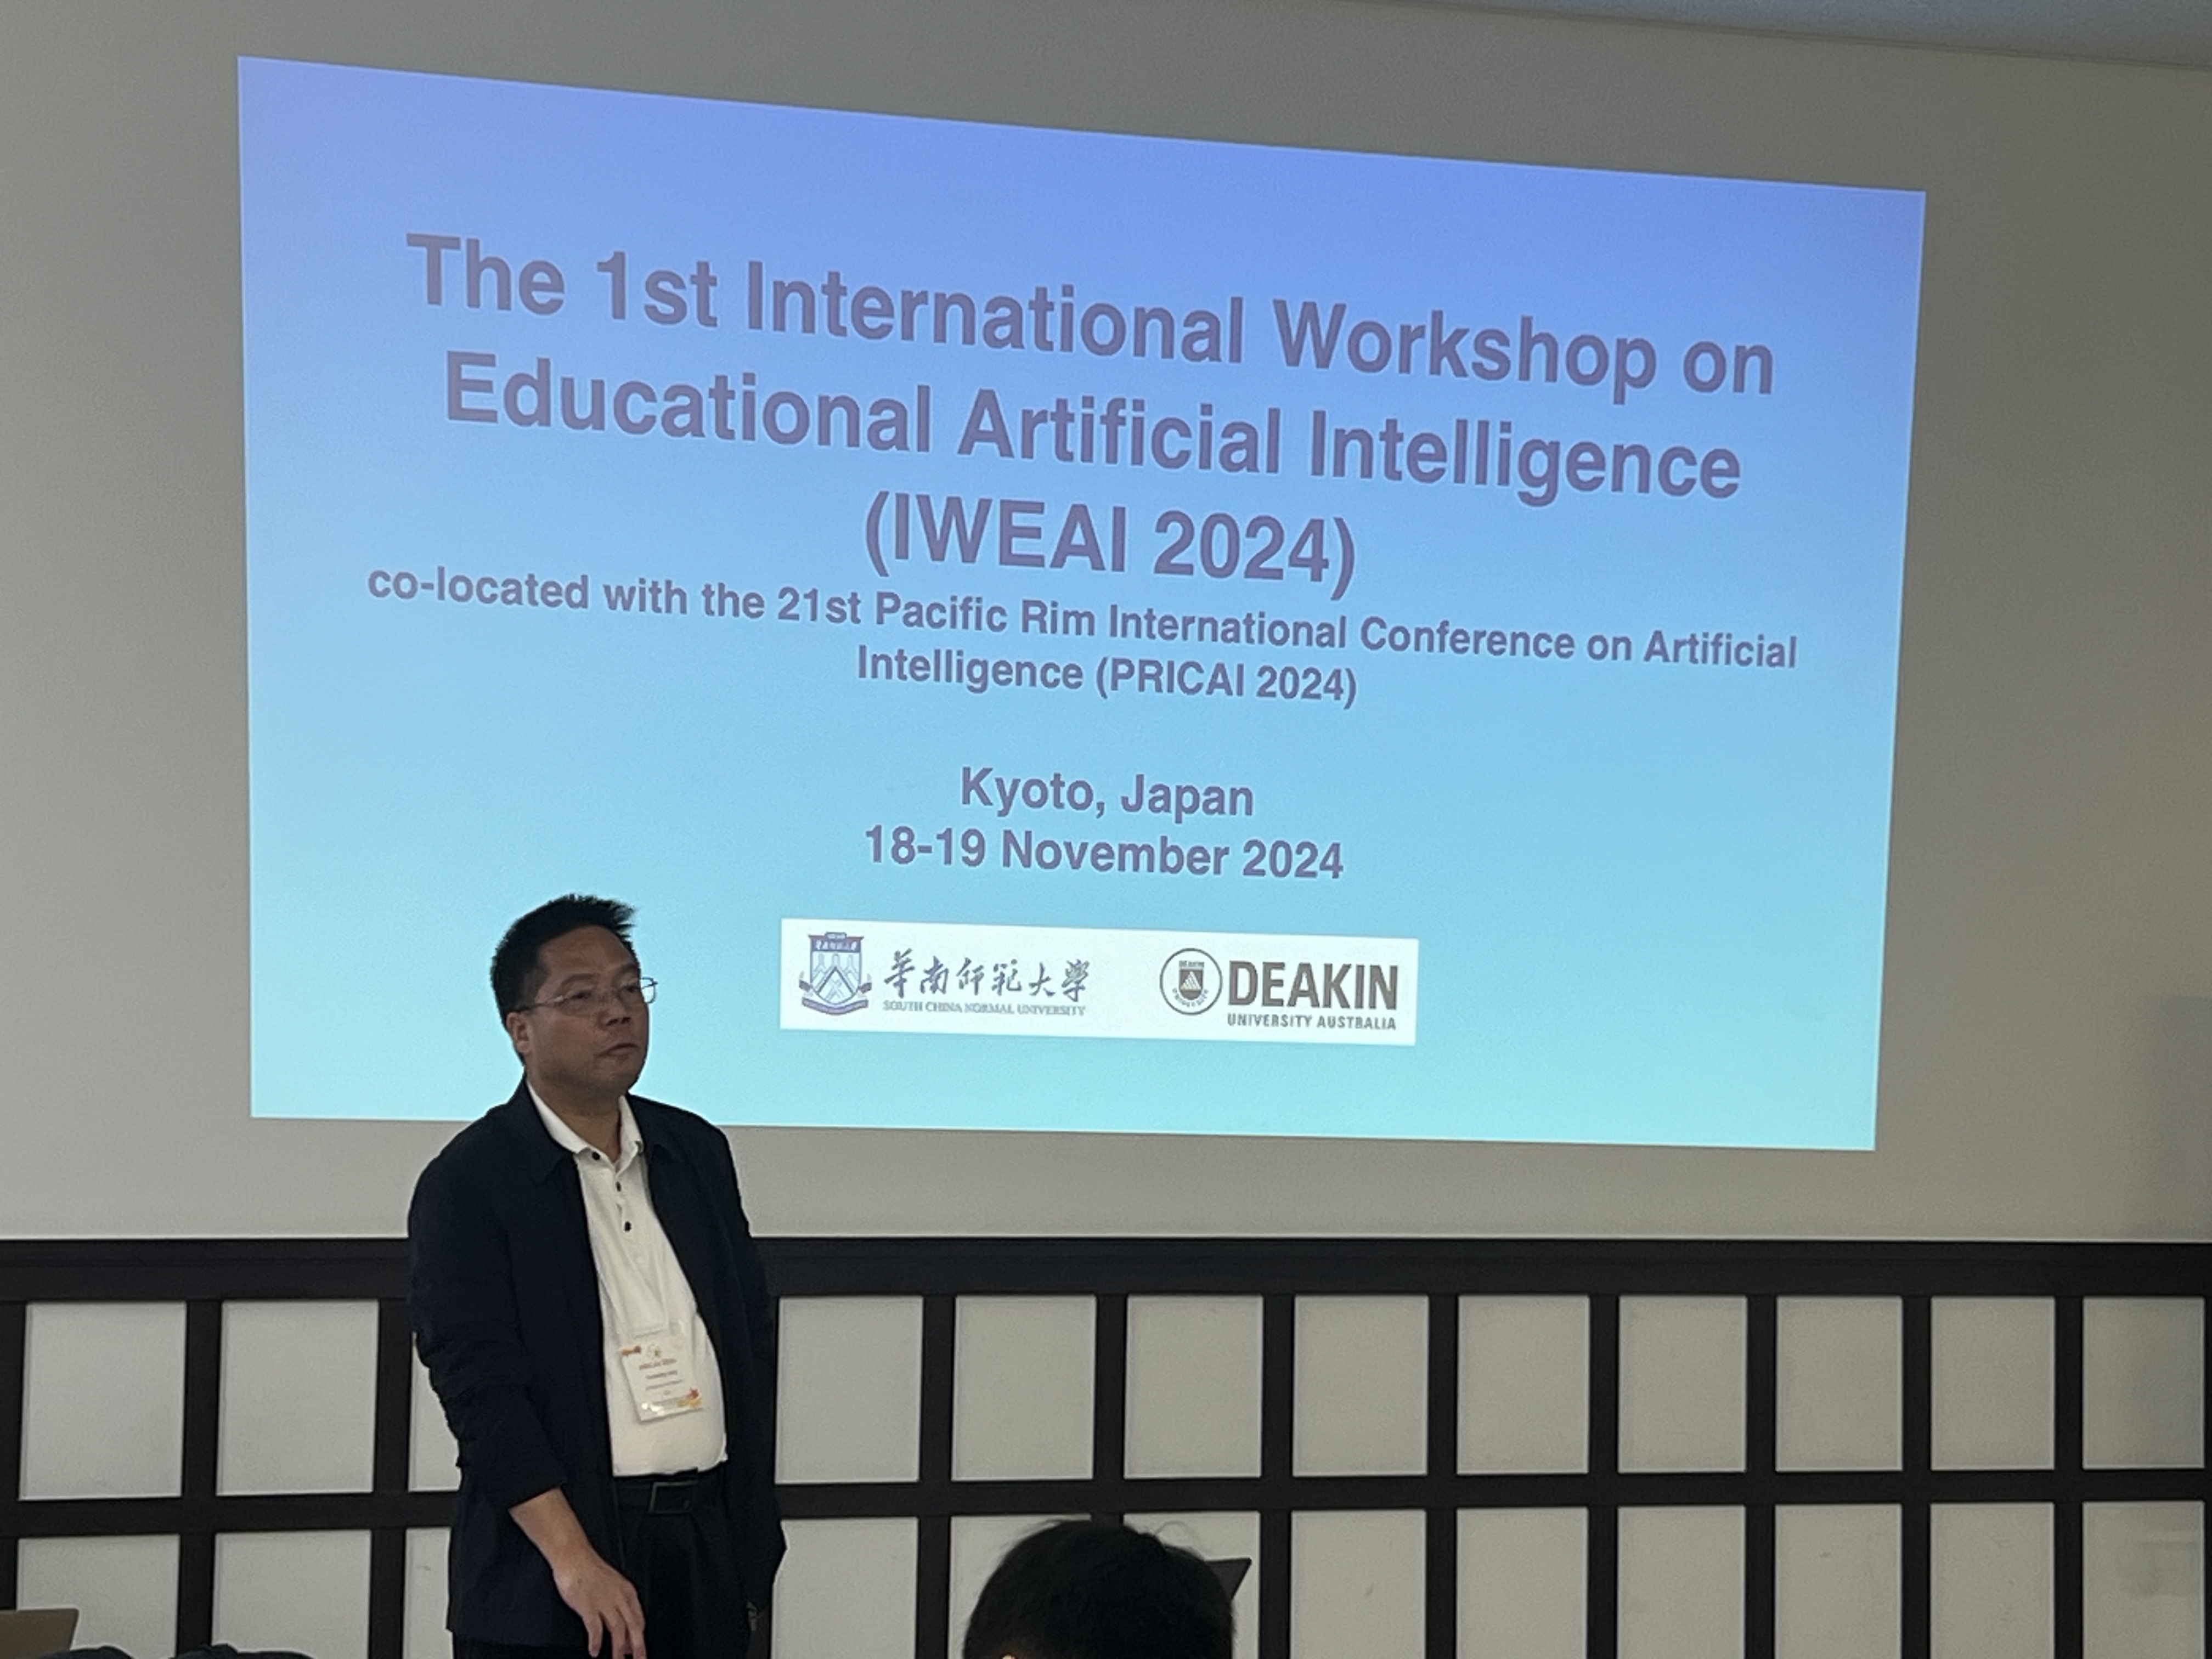 The 1st International Workshop on
Educational Artificial Intelligence
(IWEAI 2024)
co-located with the 21st Pacific Rim International Conference on Artificial
Intelligence (PRICAI 2024)
Kyoto, Japan
18-19 November 2024
華南师範大學
SOUTH CHINA NORMAL UNIVERSITY
DEAKIN
UNIVERSITY AUSTRALIA